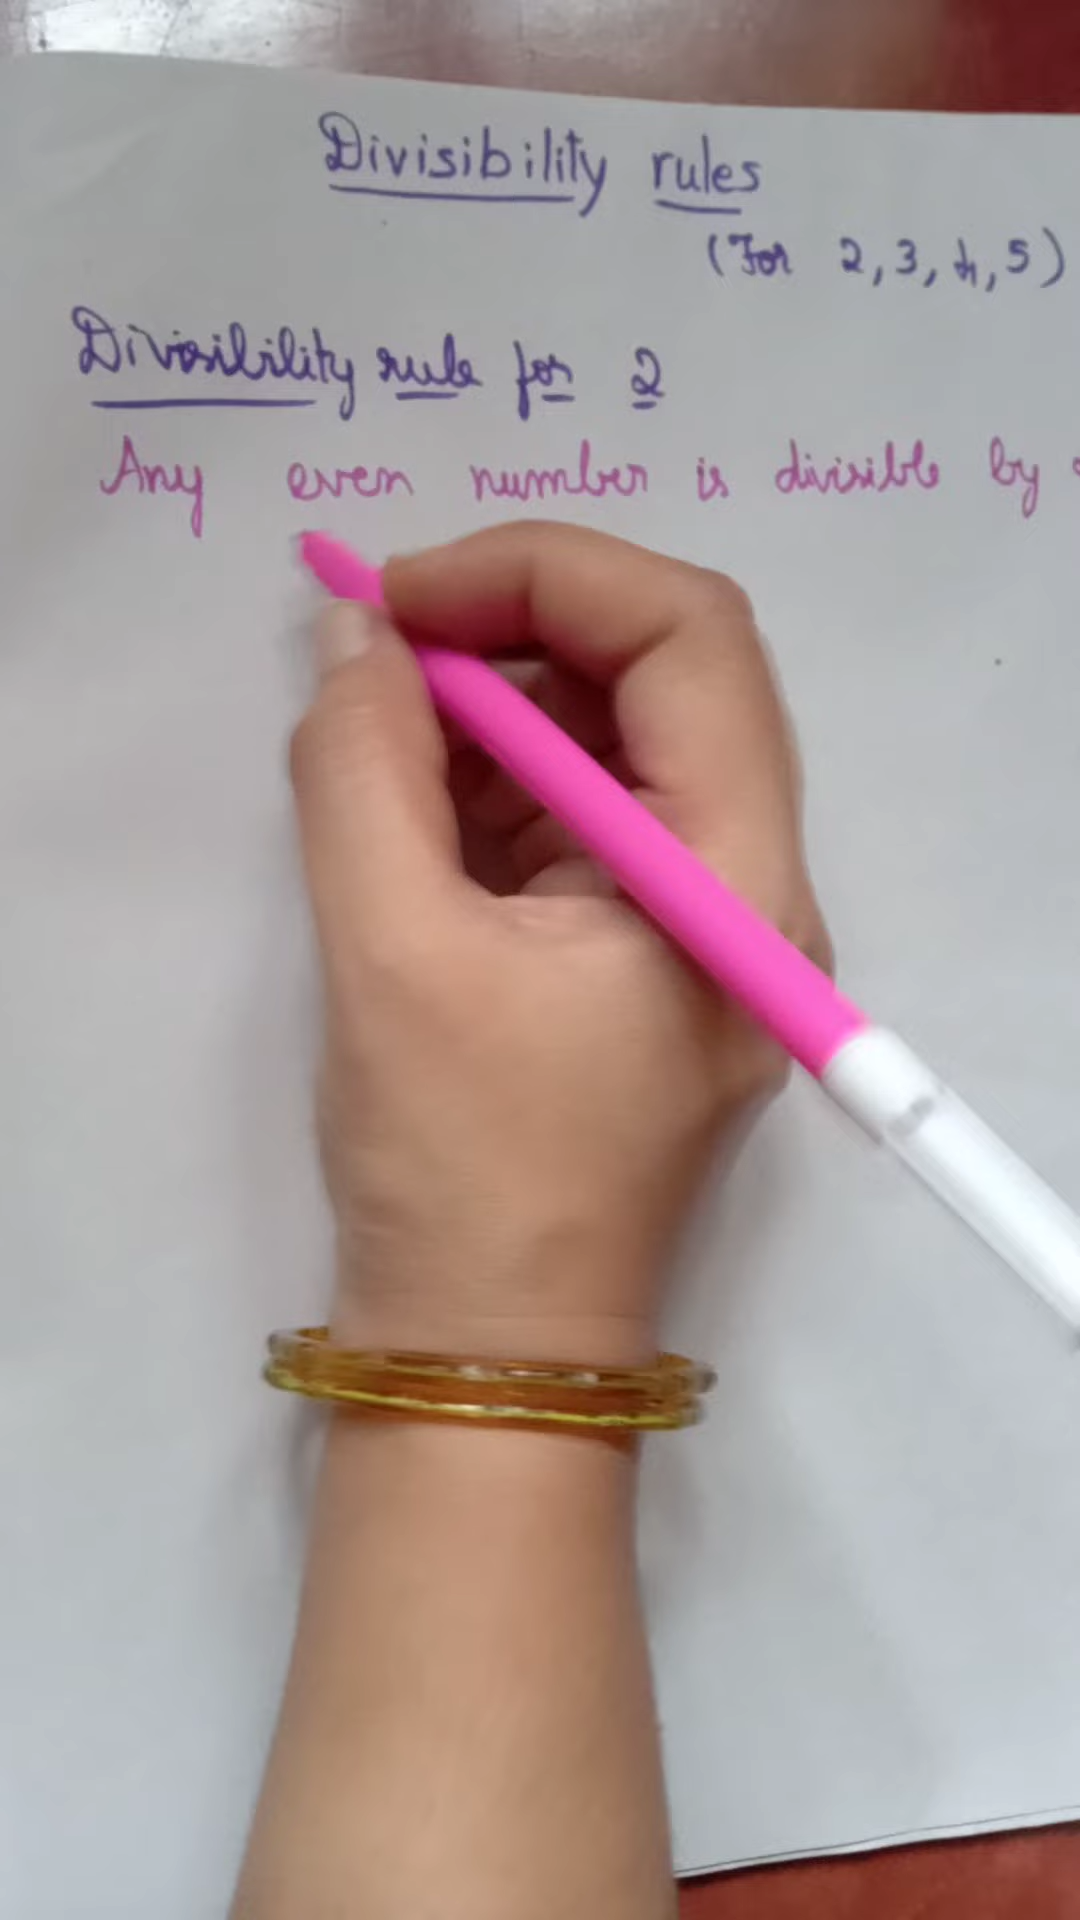 Divisibility rules
(For 2, 3, 4, 5)
Divisibility rule for 2
Any even number is divisible by